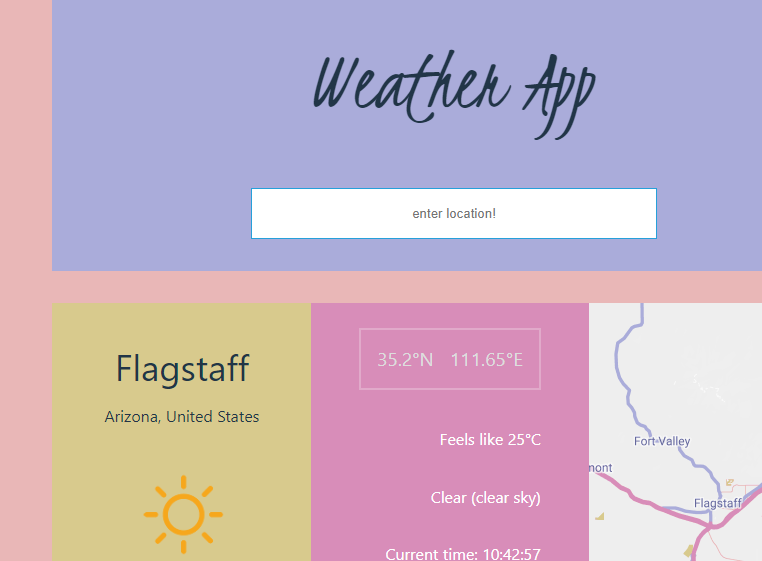 Weather App
enter location!
Flagstaff
Arizona, United States
35.2°N 111.65°E
Feels like 25°C
Clear (clear sky)
Current time: 10:42:57
Fort Valley
mont
Flagstaff